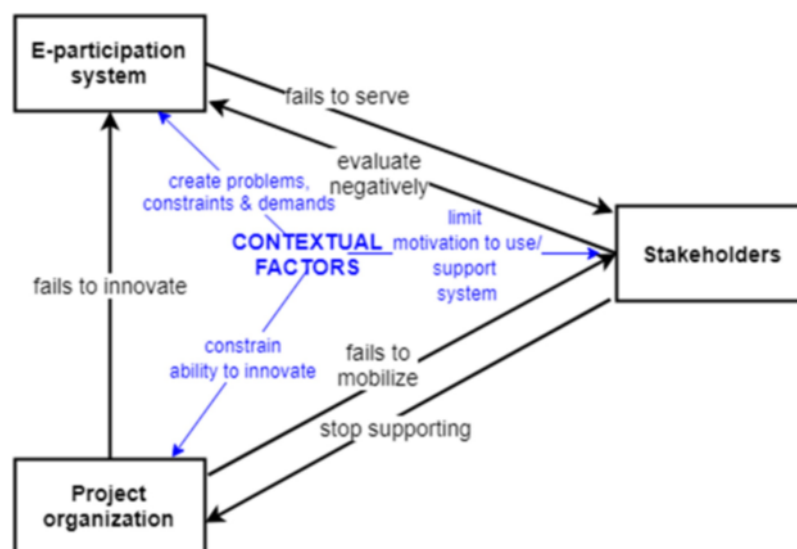 E-participation
system
fails to serve
evaluate
negatively
create problems,
constraints & demands
CONTEXTUAL
FACTORS
limit
motivation to use/
support
system
Stakeholders
fails to innovate
constrain
ability to innovate
fails to
mobilize
stop supporting
Project
organization